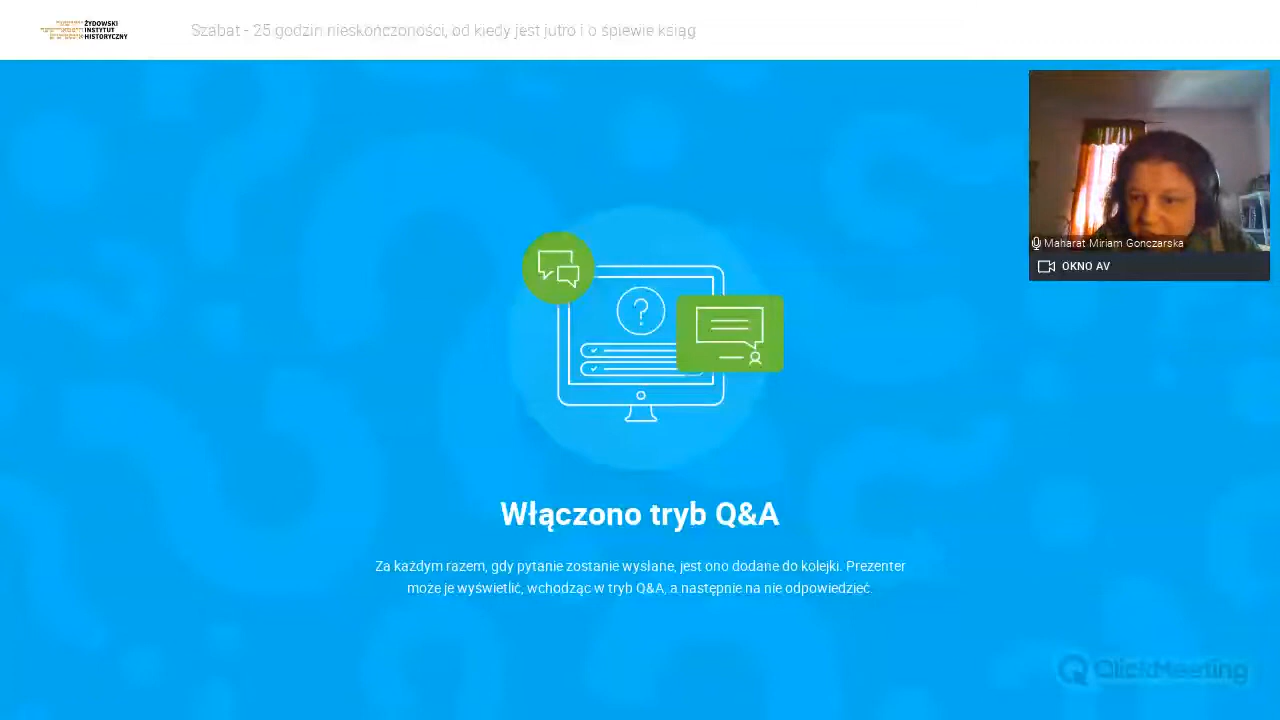 ŻYDOWSKI
INSTYTUT
HISTORYCZNY
Szabat - 25 godzin nieskończoności, od kiedy jest jutro i o śpiewie ksiąg
Maharat Miriam Gonczarska
OKNO AV
?
Włączono tryb Q&A
Za każdym razem, gdy pytanie zostanie wysłane, jest ono dodane do kolejki. Prezenter
może je wyświetlić, wchodząc w tryb Q&A, a następnie na nie odpowiedzieć.
ClickMeeting